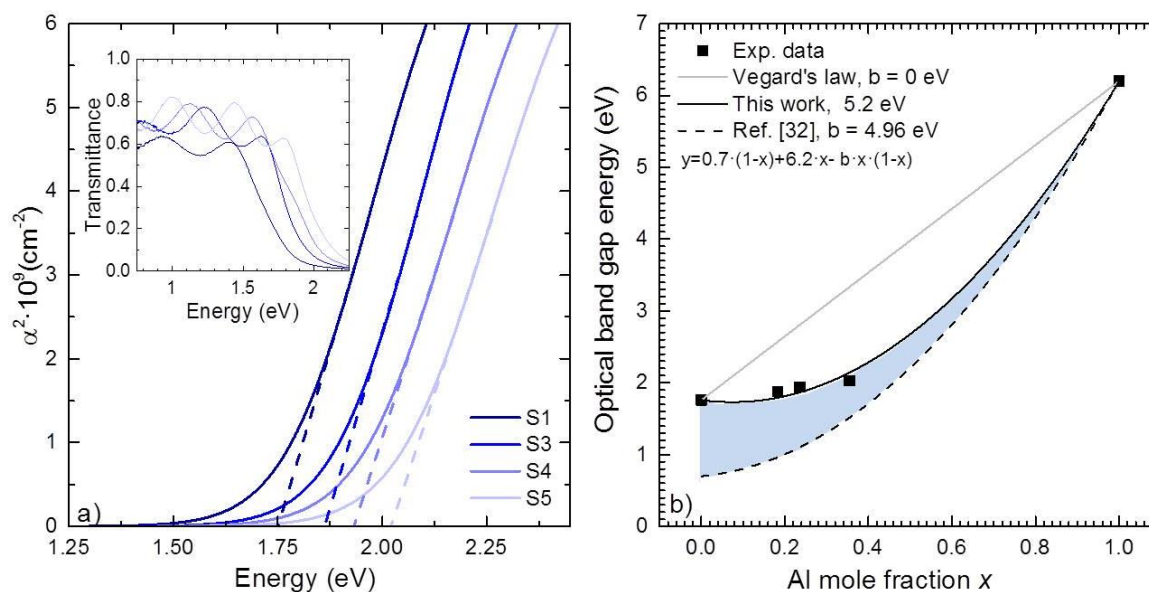 6
5
4
3
2
1
0
α²·10⁹(cm⁻²)
1.25
1.50
1.75
2.00
2.25
Energy (eV)
a)
S1
S3
S4
S5
1.0
0.8
0.6
0.4
0.2
0.0
Transmittance
1
1.5
2
Energy (eV)
7
6
5
4
3
2
1
0
Optical band gap energy (eV)
Exp. data
Vegard's law, b = 0 eV
This work, 5.2 eV
Ref. [32], b = 4.96 eV
y=0.7·(1-x)+6.2·x- b·x·(1-x)
b)
0.0
0.2
0.4
0.6
0.8
1.0
Al mole fraction x